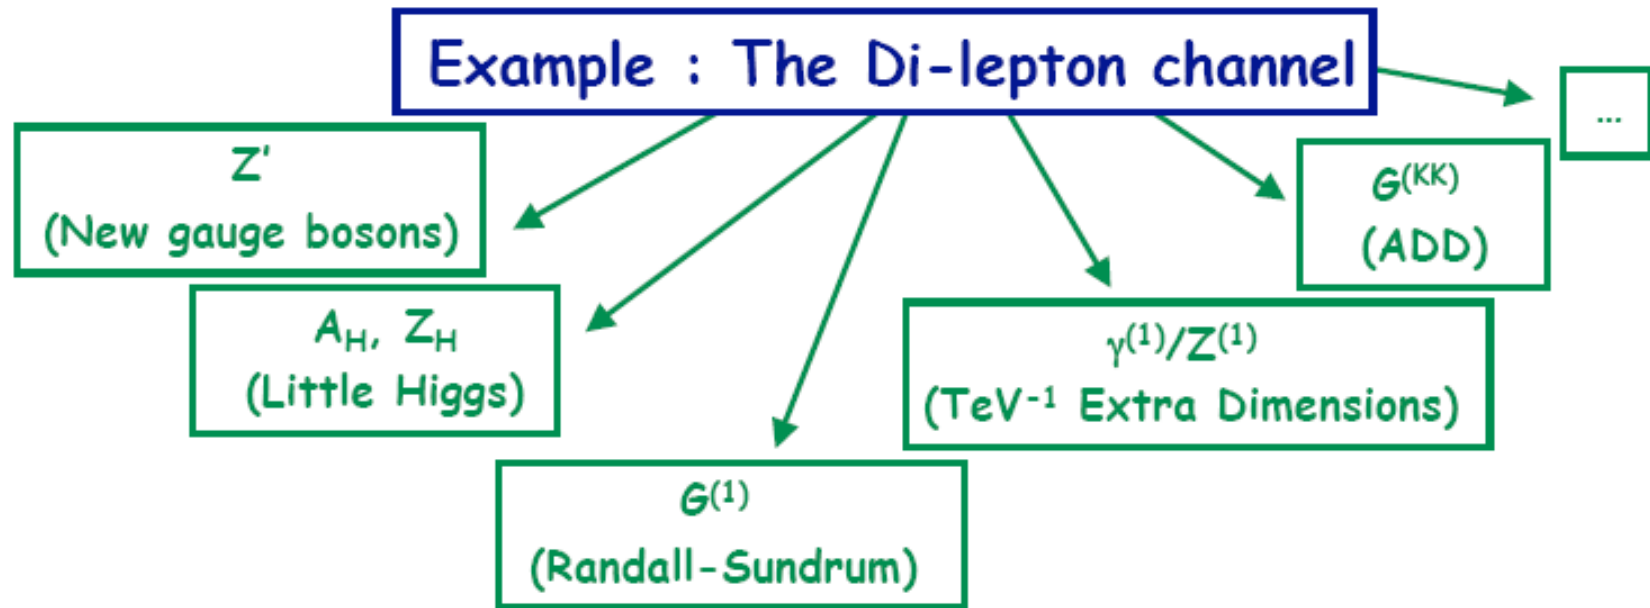 Example : The Di-lepton channel
...
Z’
(New gauge bosons)
G(KK)
(ADD)
AH, ZH
(Little Higgs)
γ(1)/Z(1)
(TeV-1 Extra Dimensions)
G(1)
(Randall-Sundrum)